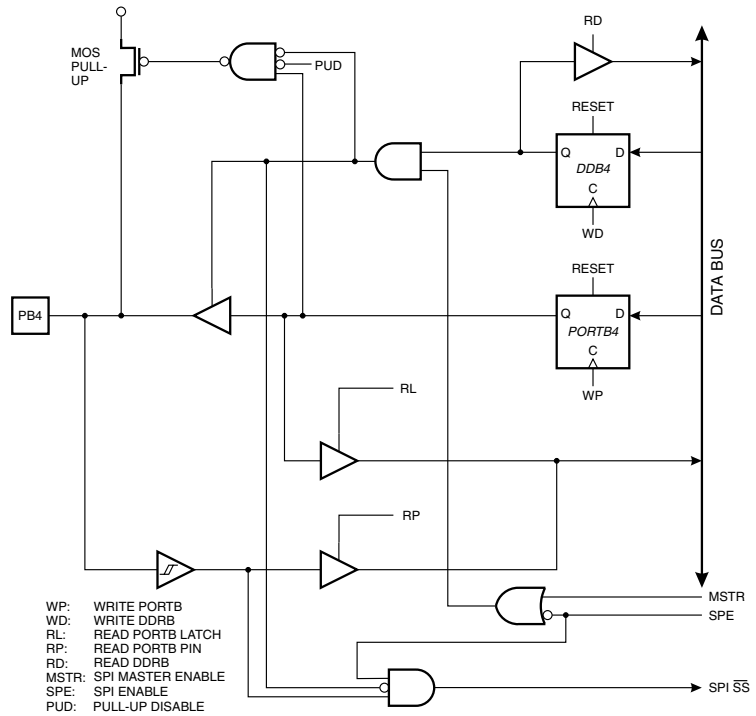 RD
MOS
PULL-
UP
PUD
RESET
Q
D
DDB4
C
WD
DATA BUS
RESET
PB4
Q
D
PORTB4
C
WP
RL
RP
MSTR
SPE
SPI SS
WP: WRITE PORTB
WD: WRITE DDRB
RL: READ PORTB LATCH
RP: READ PORTB PIN
RD: READ DDRB
MSTR: SPI MASTER ENABLE
SPE: SPI ENABLE
PUD: PULL-UP DISABLE